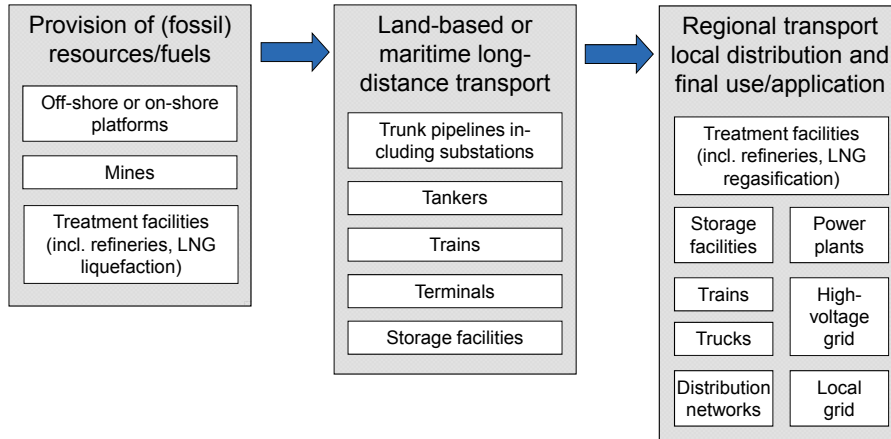 Provision of (fossil)
resources/fuels
Off-shore or on-shore
platforms
Mines
Treatment facilities
(incl. refineries, LNG
liquefaction)
Land-based or
maritime long-
distance transport
Trunk pipelines in-
cluding substations
Tankers
Trains
Terminals
Storage facilities
Regional transport
local distribution and
final use/application
Treatment facilities
(incl. refineries, LNG
regasification)
Storage
facilities
Power
plants
Trains
Trucks
High-
voltage
grid
Distribution
networks
Local
grid